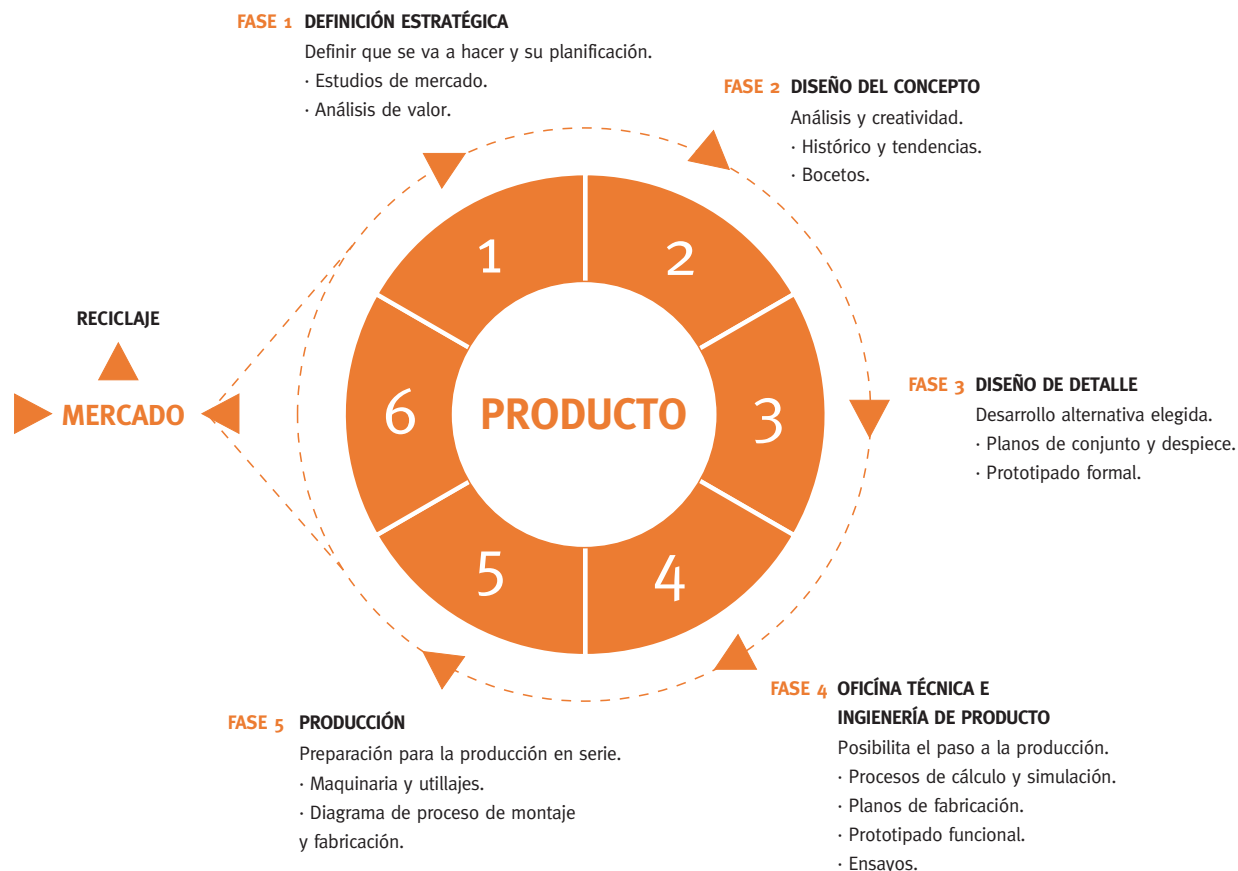 FASE 1 DEFINICIÓN ESTRATÉGICA
Definir que se va a hacer y su planificación.
· Estudios de mercado.
· Análisis de valor.
FASE 2 DISEÑO DEL CONCEPTO
Análisis y creatividad.
· Histórico y tendencias.
· Bocetos.
1
2
RECICLAJE
MERCADO
6
PRODUCTO
3
FASE 3 DISEÑO DE DETALLE
Desarrollo alternativa elegida.
· Planos de conjunto y despiece.
· Prototipado formal.
5
4
FASE 4 OFICÍNA TÉCNICA E
INGIENERÍA DE PRODUCTO
Posibilita el paso a la producción.
· Procesos de cálculo y simulación.
· Planos de fabricación.
· Prototipado funcional.
· Ensayos.
FASE 5 PRODUCCIÓN
Preparación para la producción en serie.
· Maquinaria y utillajes.
· Diagrama de proceso de montaje
y fabricación.